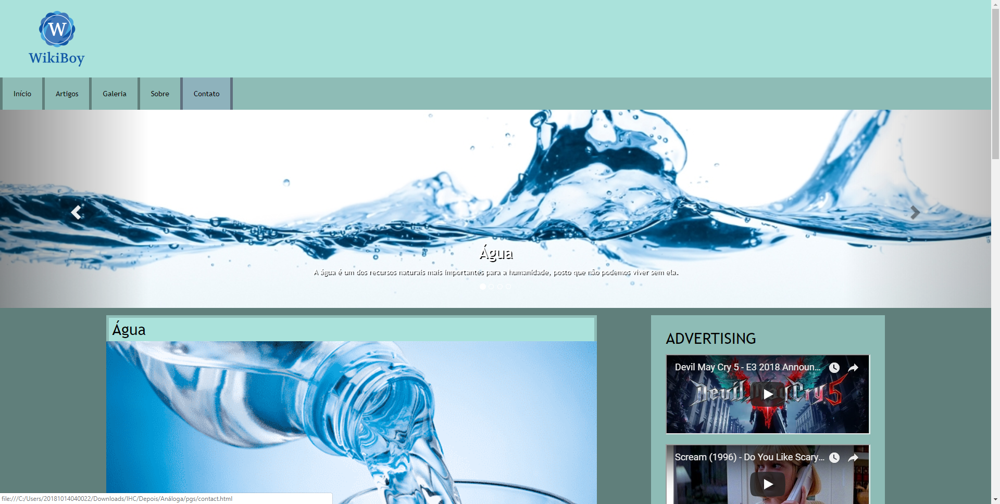 W
WikiBoy
Início
Artigos
Galeria
Sobre
Contato
Água
A água é um dos recursos naturais mais importantes para a humanidade, posto que não podemos viver sem ela.
Água
ADVERTISING
Devil May Cry 5 - E3 2018 Announ...
Devil May Cry 5
Scream (1996) - Do You Like Scary...
file:///C:/Users/20181014040022/Downloads/IHC/Depois/Análoga/pgs/contact.html